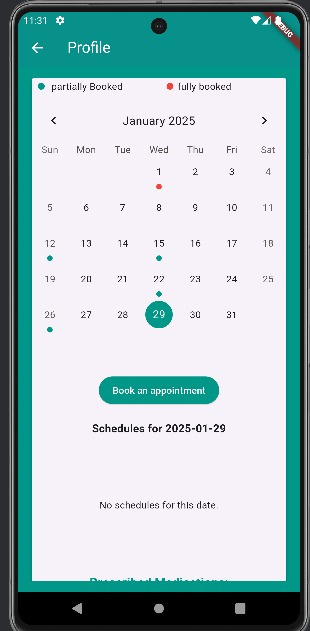 11:31
DEBUG
Profile
partially Booked fully booked
January 2025
Sun Mon Tue Wed Thu Fri Sat
1 2 3 4
5 6 7 8 9 10 11
12 13 14 15 16 17 18
19 20 21 22 23 24 25
26 27 28 29 30 31
Book an appointment
Schedules for 2025-01-29
No schedules for this date.
Prescribed Medications: